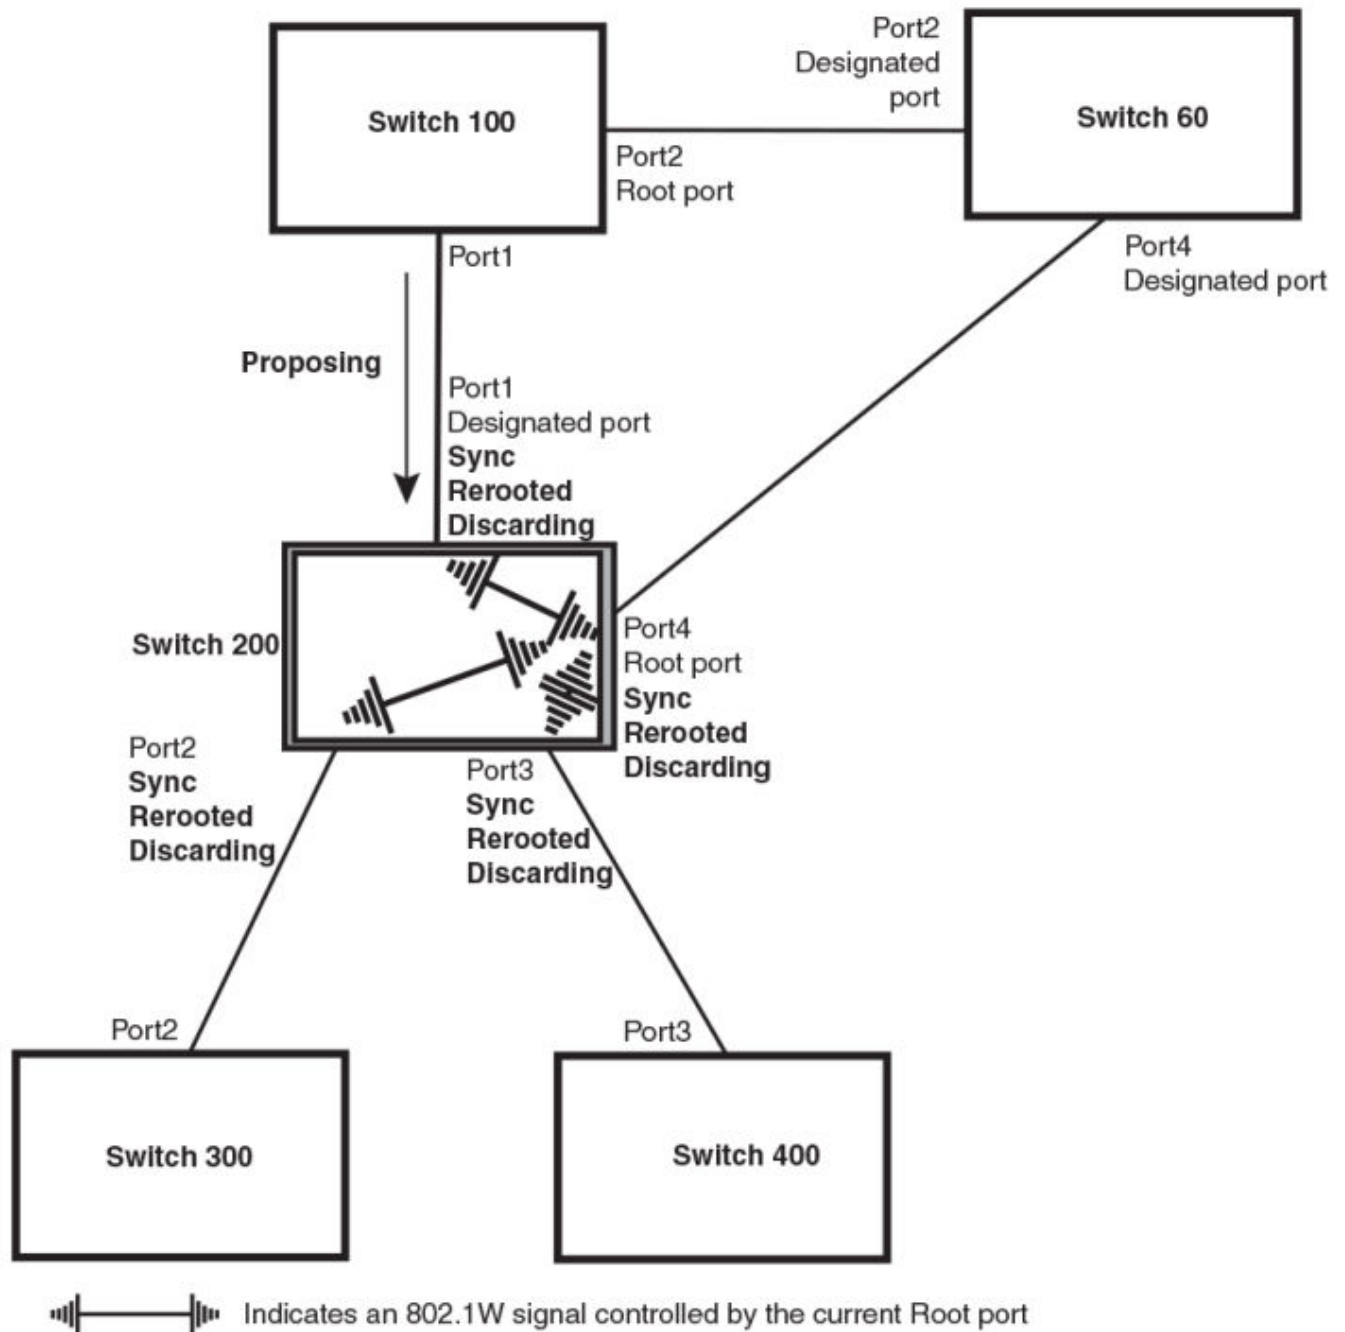 Port2
Designated
port
Switch 100
Switch 60
Port2
Root port
Port1
Port4
Designated port
Proposing
Port1
Designated port
Sync
Rerooted
Discarding
Switch 200
Port4
Root port
Sync
Rerooted
Discarding
Port2
Sync
Rerooted
Discarding
Port3
Sync
Rerooted
Discarding
Port2
Port3
Switch 300
Switch 400
Indicates an 802.1W signal controlled by the current Root port